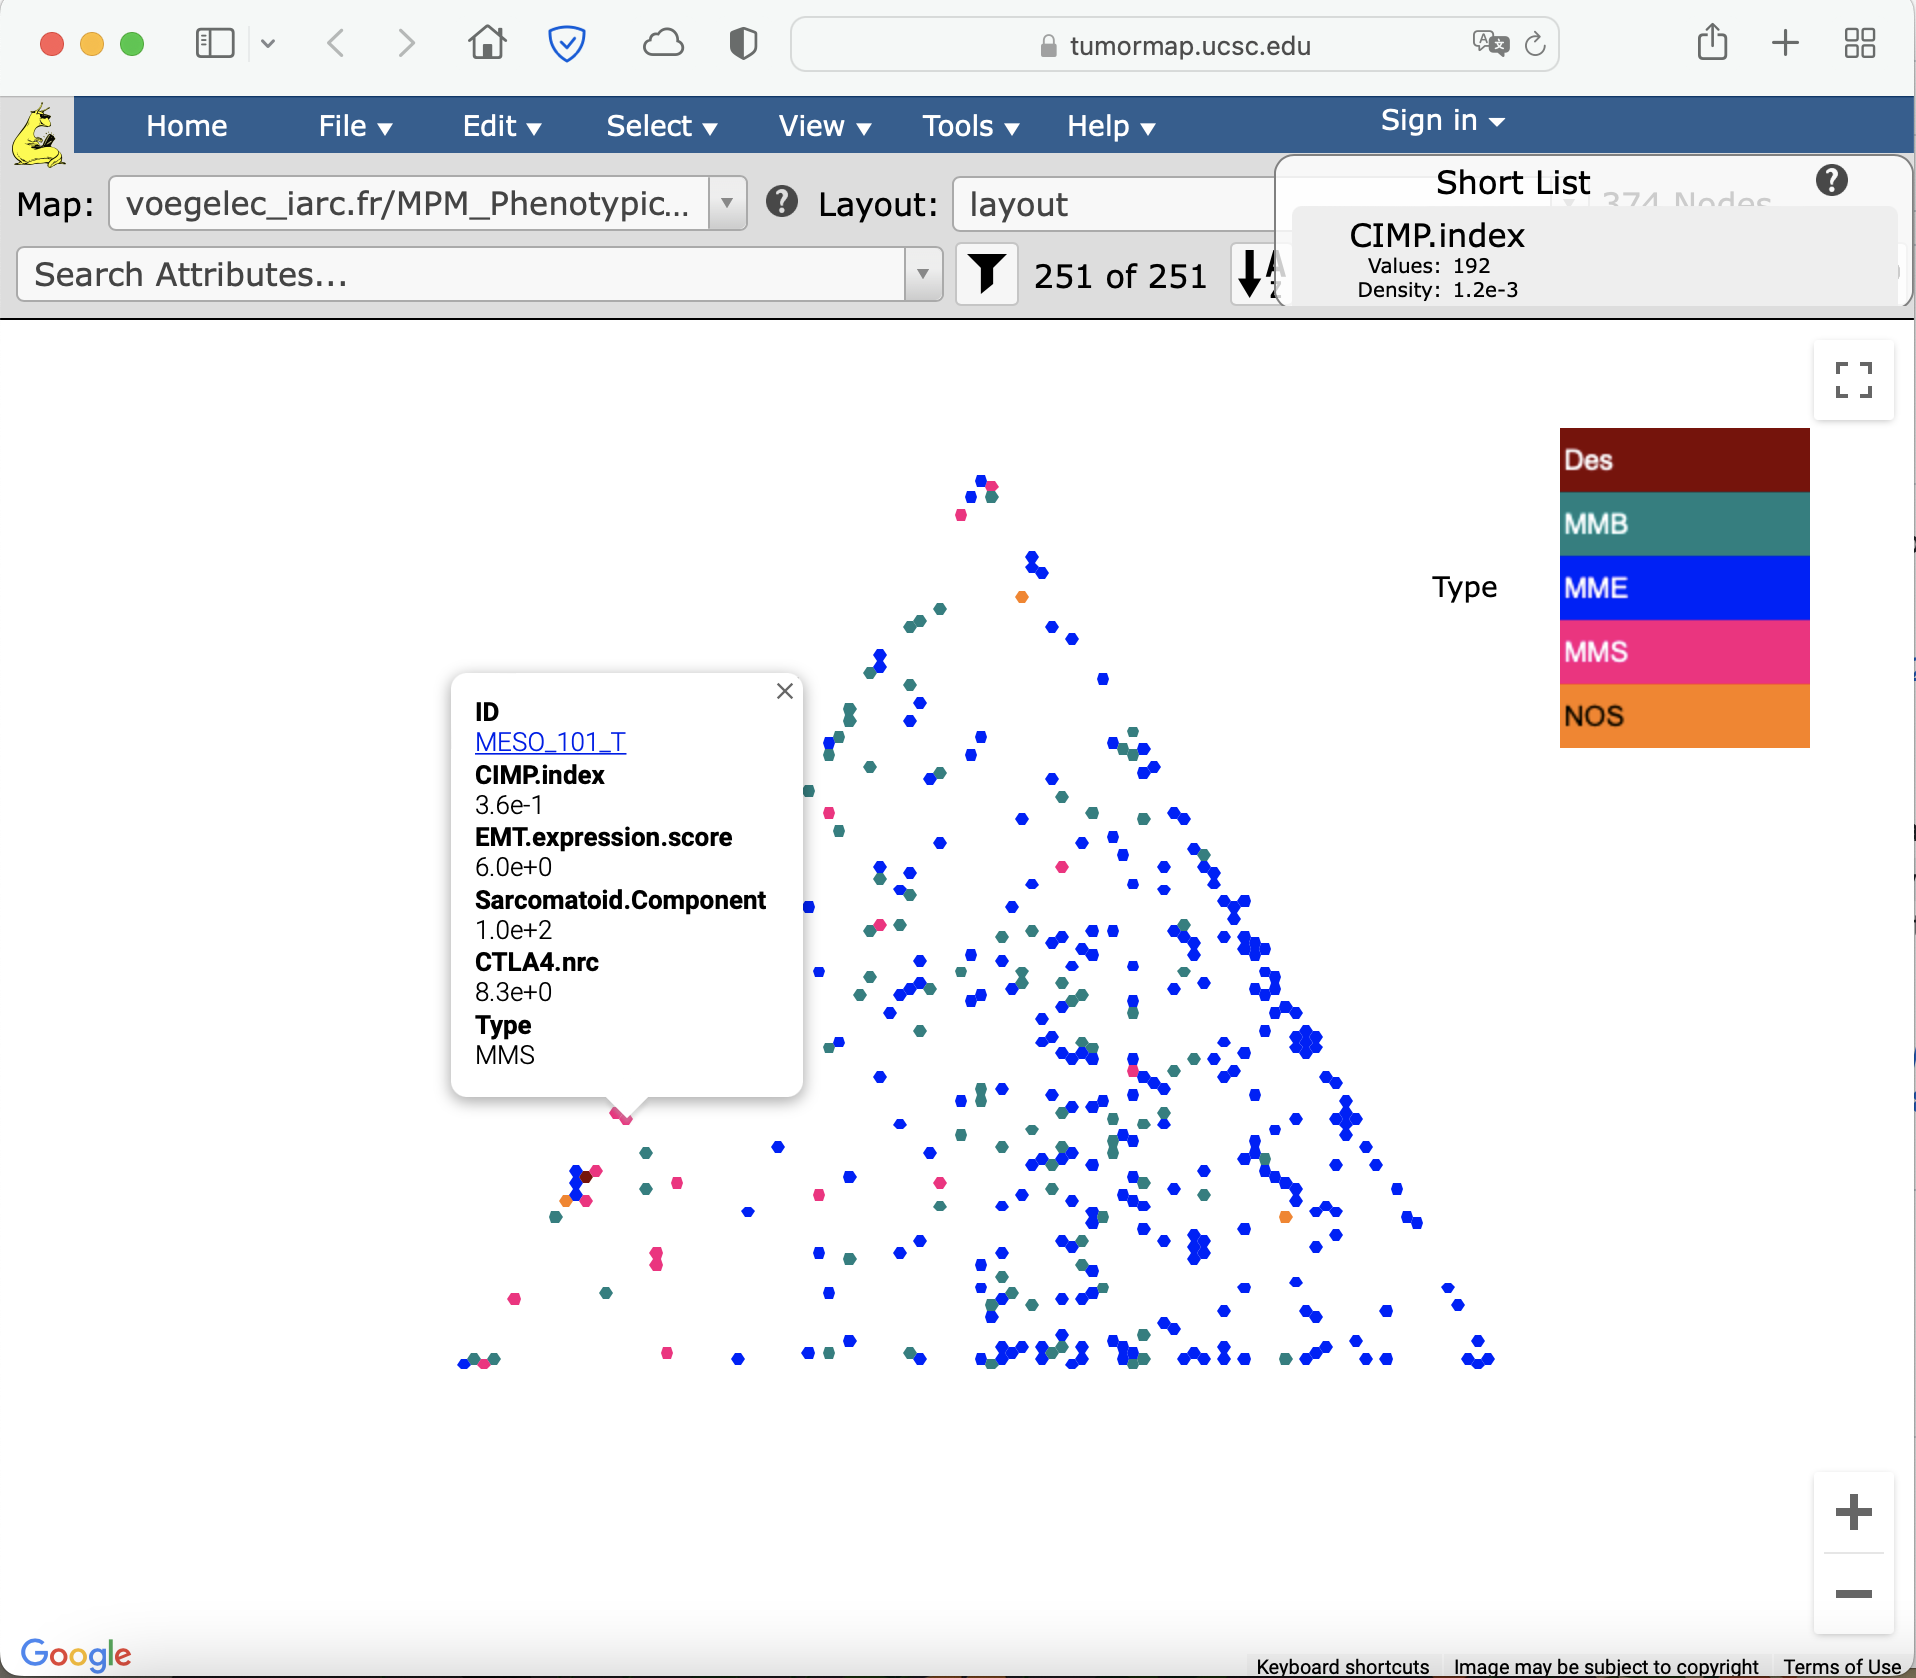 tumormap.ucsc.edu
Home File Edit Select View Tools Help Sign in
Map: voegelec_iarc.fr/MPM_Phenotypic... Layout: layout 374 Nodes
Short List
CIMP.index
Values: 192
Density: 1.2e-3
Search Attributes... 251 of 251 A Z
Type
Des
MMB
MME
MMS
NOS
ID
MESO_101_T
CIMP.index
3.6e-1
EMT.expression.score
6.0e+0
Sarcomatoid.Component
1.0e+2
CTLA4.nrc
8.3e+0
Type
MMS
Google
Keyboard shortcuts Image may be subject to copyright Terms of Use